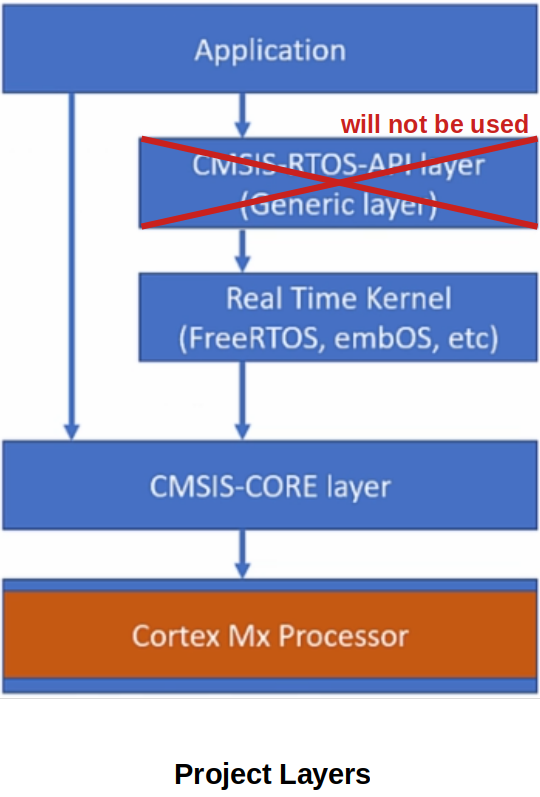 Application
will not be used
CMSIS-RTOS-API layer
(Generic layer)
Real Time Kernel
(FreeRTOS, embOS, etc)
CMSIS-CORE layer
Cortex Mx Processor
Project Layers